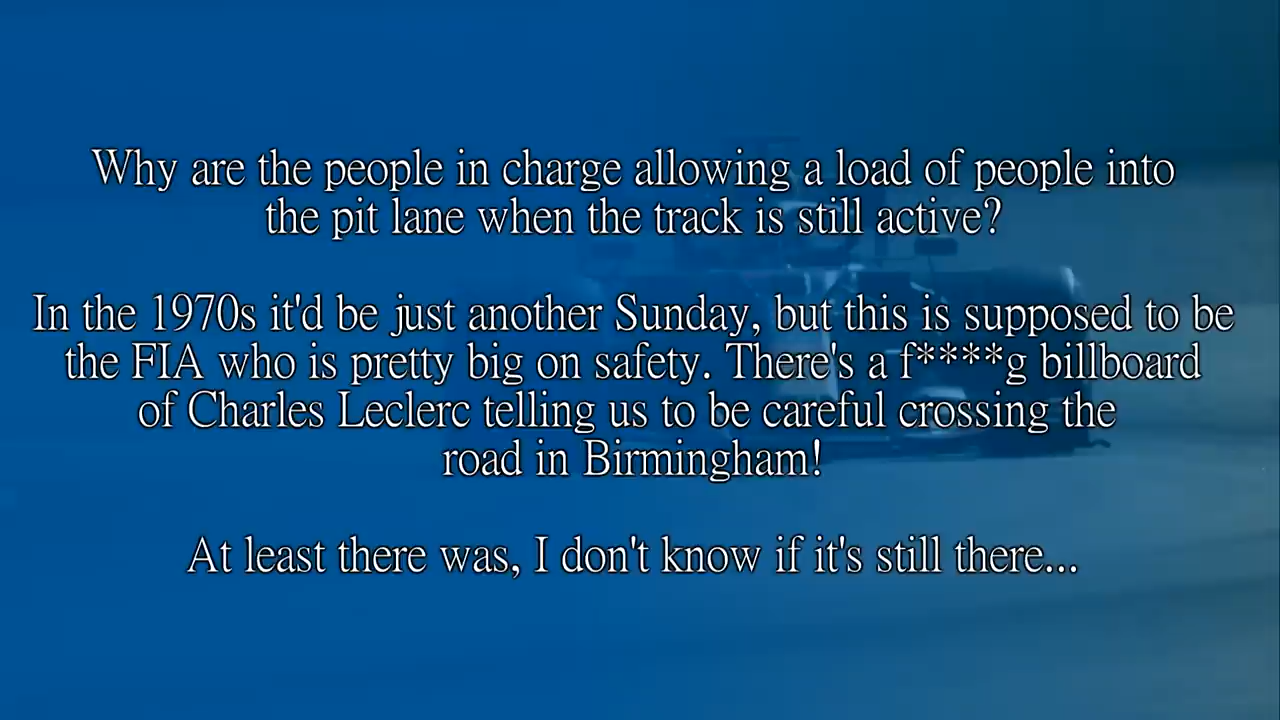 Why are the people in charge allowing a load of people into
the pit lane when the track is still active?
In the 1970s it'd be just another Sunday, but this is supposed to be
the FIA who is pretty big on safety. There's a f****g billboard
of Charles Leclerc telling us to be careful crossing the
road in Birmingham!
At least there was, I don't know if it's still there...